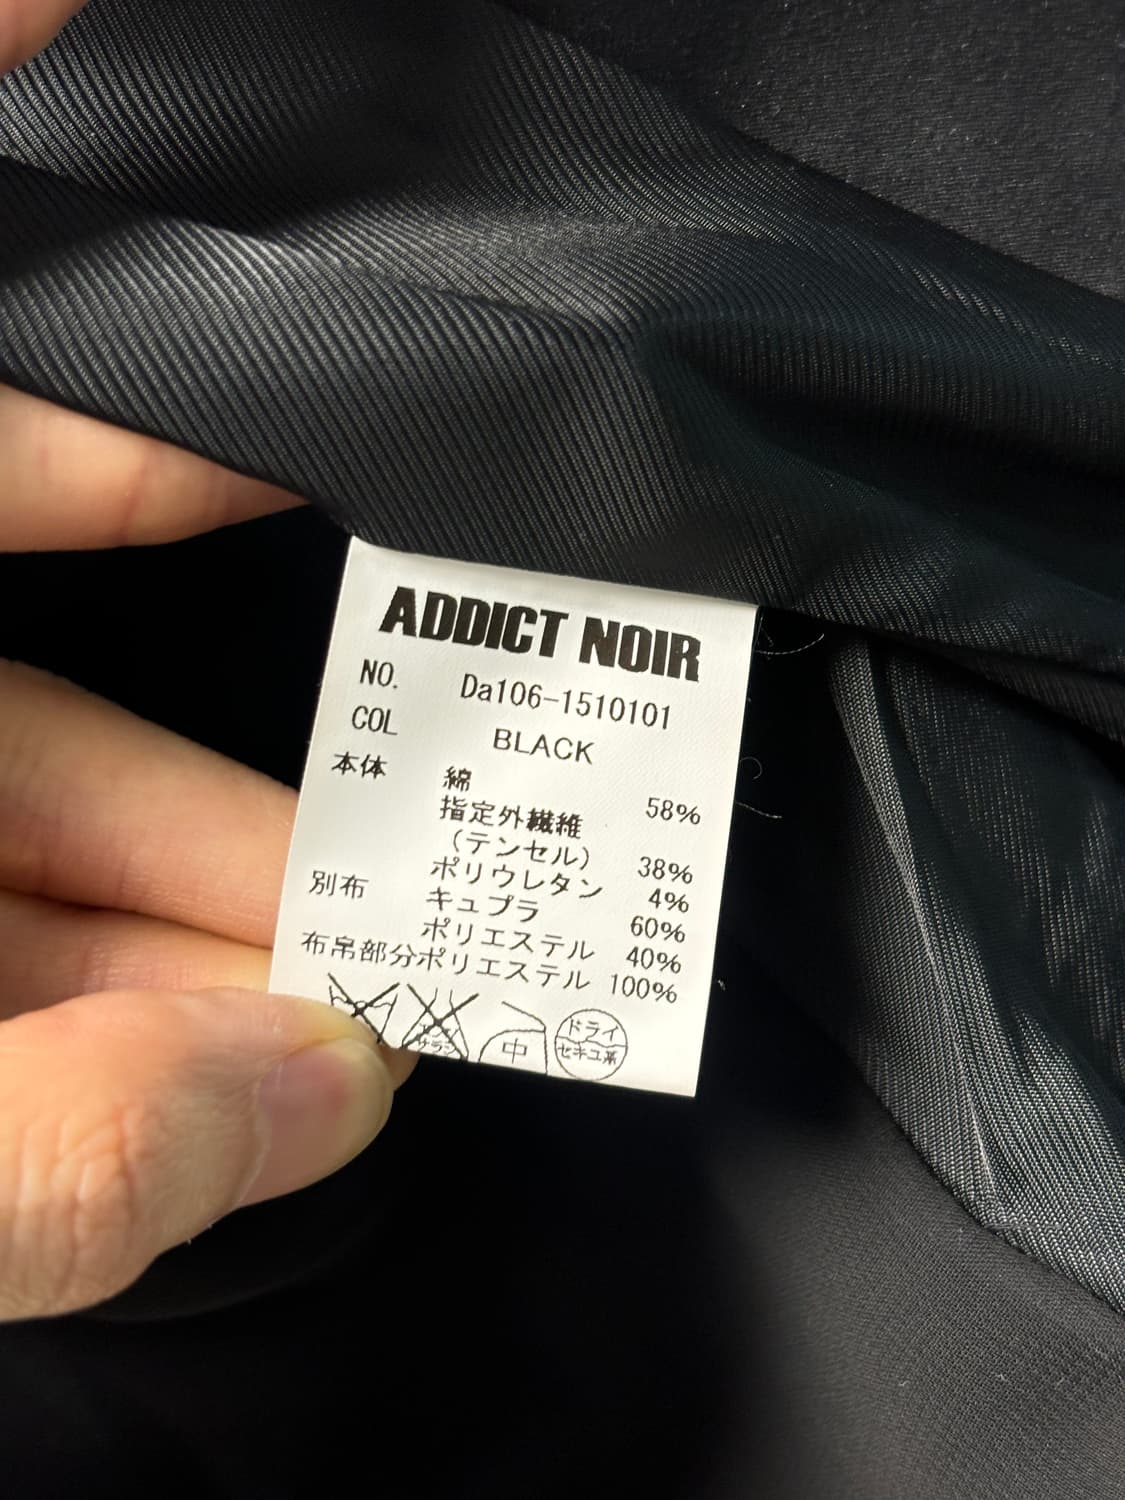 ADDICT NOIR
NO. Da106-1510101
COL BLACK
本体 綿 58%
指定外繊維
(テンセル) 38%
ポリウレタン 4%
別布 キュプラ 60%
ポリエステル 40%
布帛部分ポリエステル 100%
サラシ
中
ドライ
セキユ系